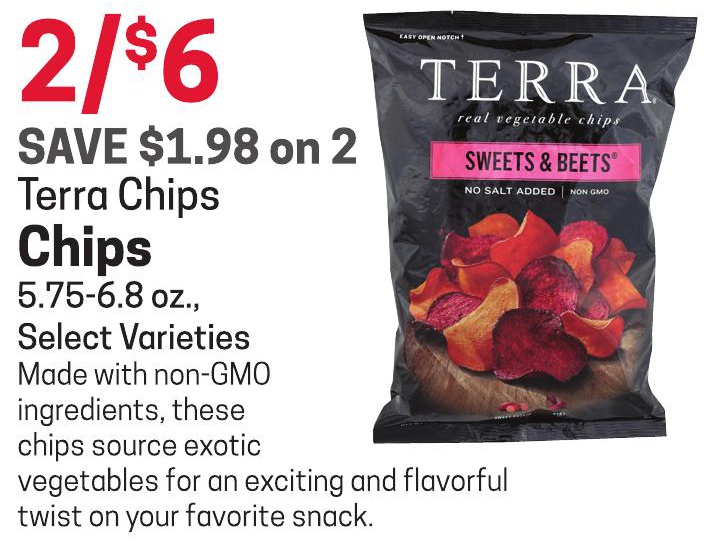 2/$6
SAVE $1.98 on 2
Terra Chips
Chips
5.75-6.8 oz.,
Select Varieties
Made with non-GMO
ingredients, these
chips source exotic
vegetables for an exciting and flavorful
twist on your favorite snack.
EASY OPEN NOTCH↑
TERRA®
real vegetable chips
SWEETS & BEETS®
NO SALT ADDED | NON GMO